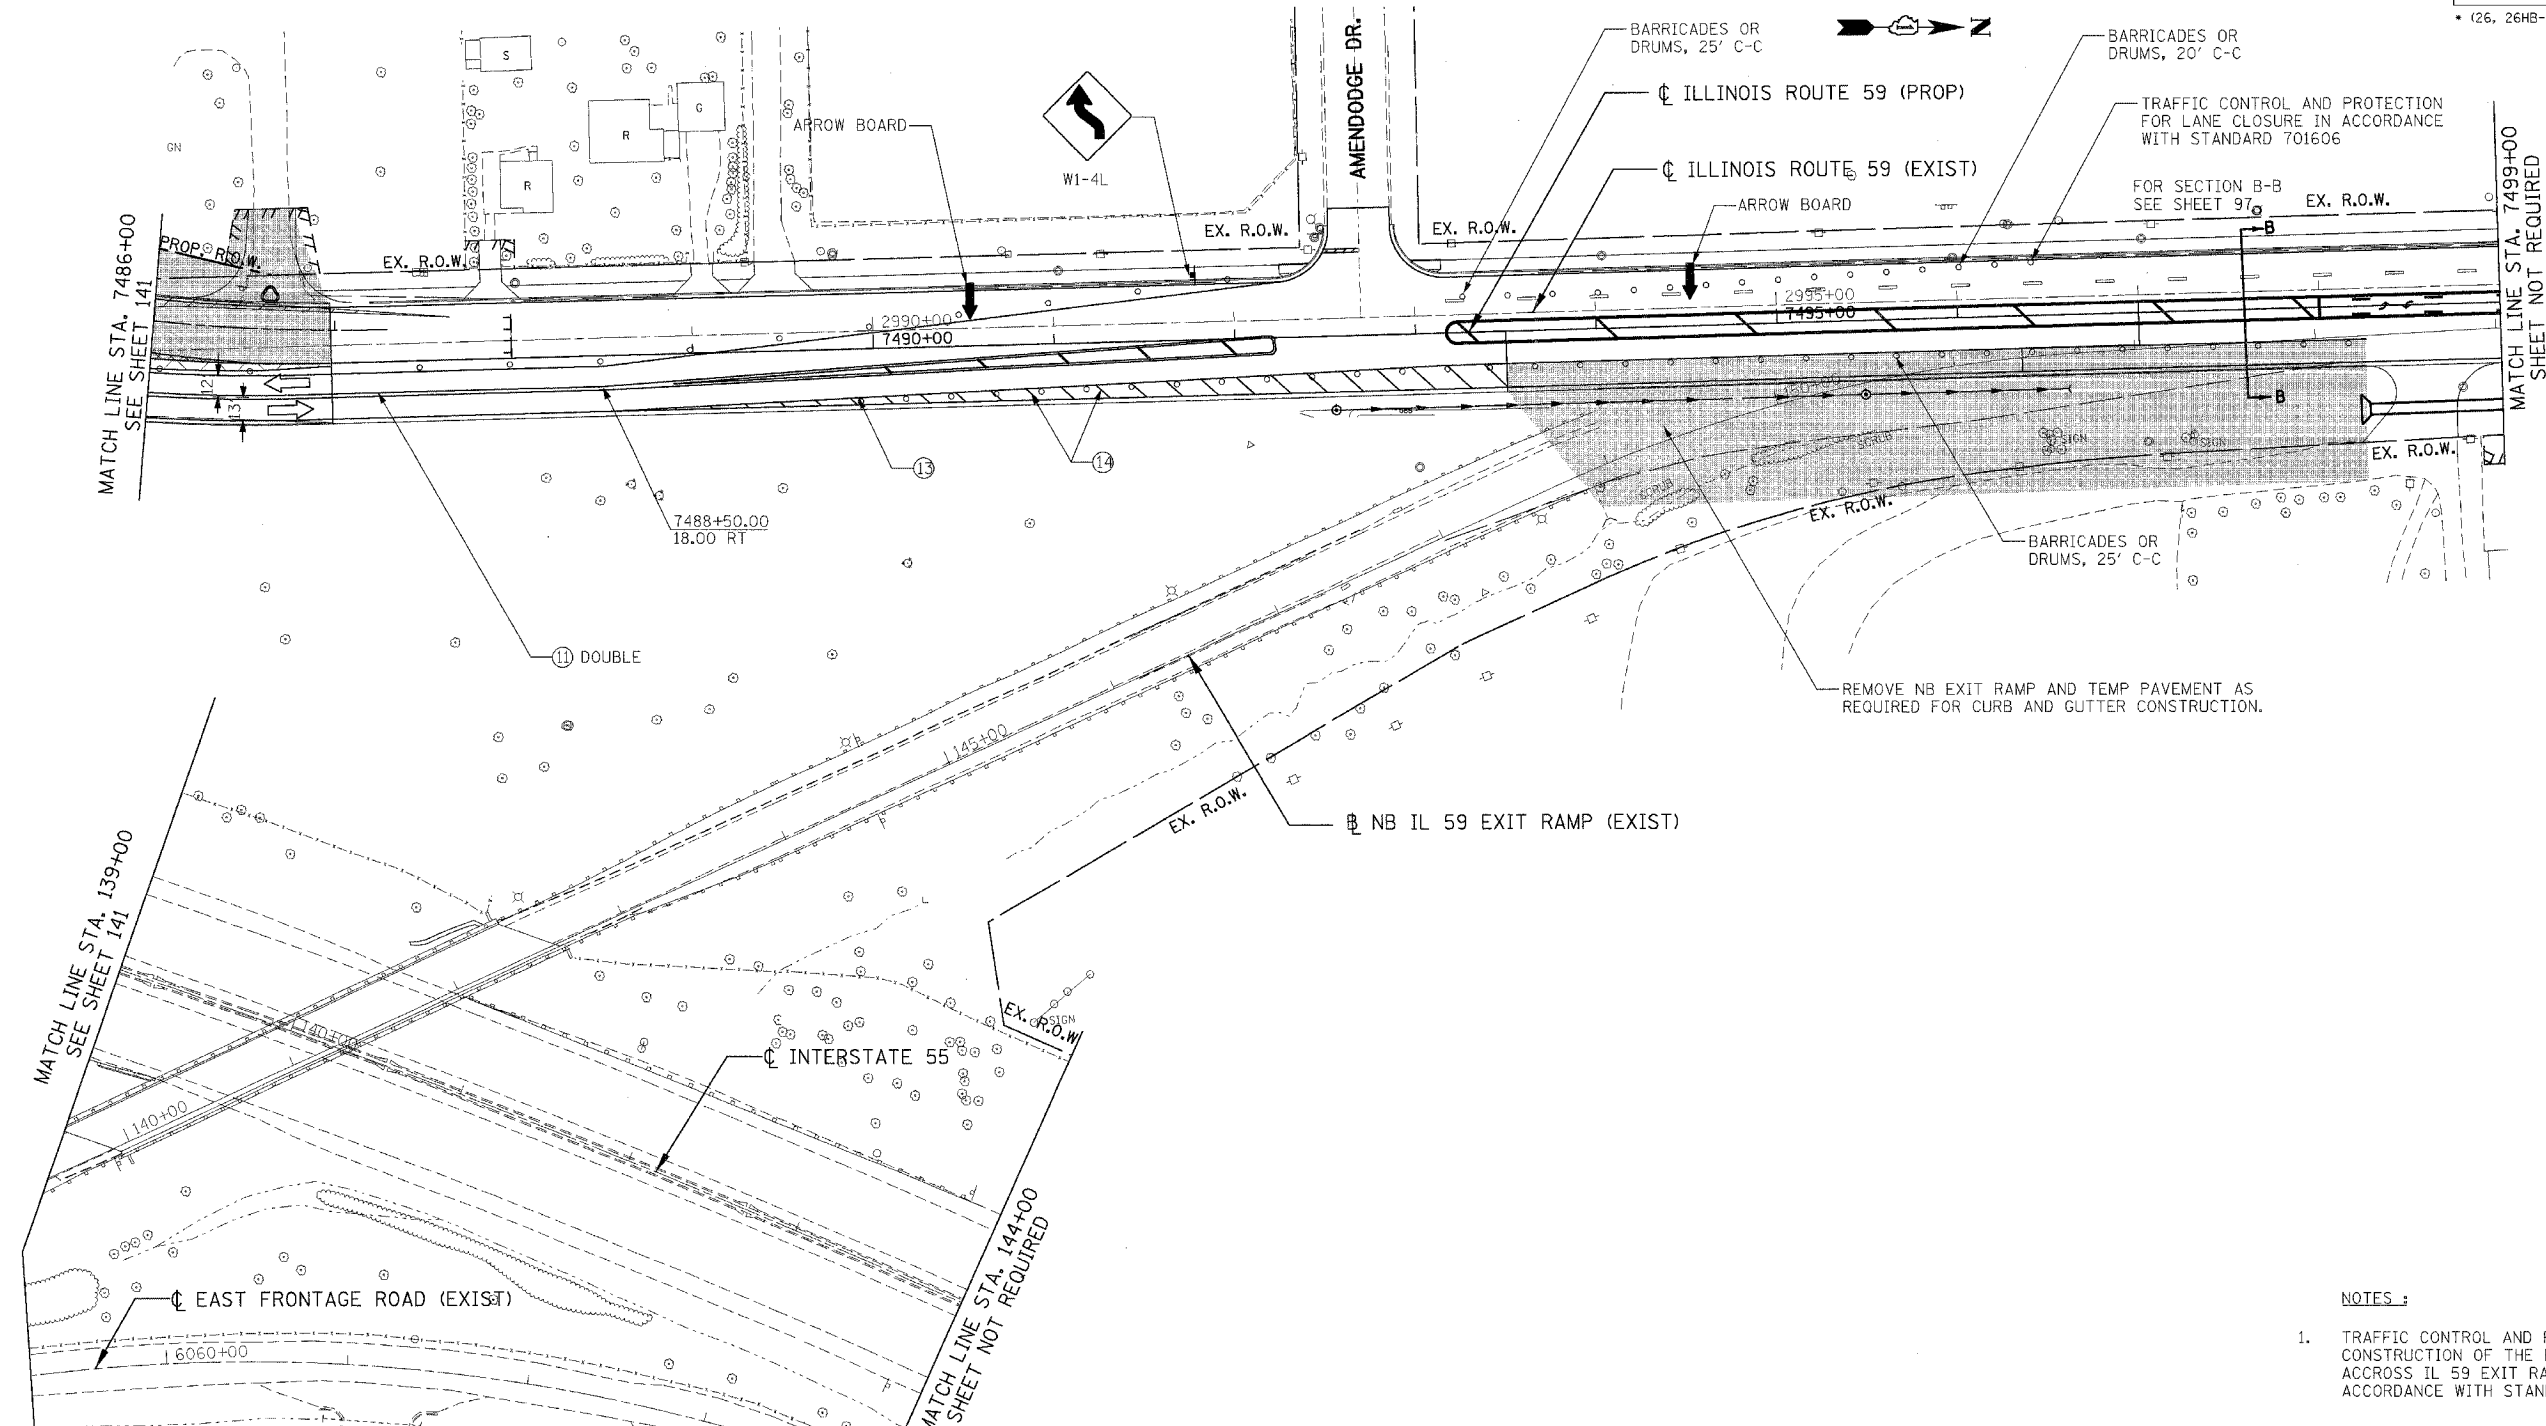 * (26, 26HB-
BARRICADES OR
DRUMS, 25' C-C
N
BARRICADES OR
DRUMS, 20' C-C
AMENDODGE DR.
℄ ILLINOIS ROUTE 59 (PROP)
TRAFFIC CONTROL AND PROTECTION
FOR LANE CLOSURE IN ACCORDANCE
WITH STANDARD 701606
S
G
R
R
ARROW BOARD
W1-4L
GN
℄ ILLINOIS ROUTE 59 (EXIST)
FOR SECTION B-B
SEE SHEET 97
ARROW BOARD
EX. R.O.W.
EX. R.O.W.
EX. R.O.W.
EX. R.O.W.
PROP. R.O.W.
B
B
MATCH LINE STA. 7486+00
SEE SHEET 141
MATCH LINE STA. 7499+00
SHEET NOT REQUIRED
2990+00
7490+00
2995+00
7495+00
12'
13'
13
14
SCRUB
SCRUB
SIGN
SIGN
EX. R.O.W.
EX. R.O.W.
7488+50.00
18.00 RT
BARRICADES OR
DRUMS, 25' C-C
11 DOUBLE
REMOVE NB EXIT RAMP AND TEMP PAVEMENT AS
REQUIRED FOR CURB AND GUTTER CONSTRUCTION.
145+00
EX. R.O.W.
NB IL 59 EXIT RAMP (EXIST)
MATCH LINE STA. 139+00
SEE SHEET 141
EX. R.O.W
SIGN
℄ INTERSTATE 55
140+00
MATCH LINE STA. 144+00
SHEET NOT REQUIRED
℄ EAST FRONTAGE ROAD (EXIST)
6060+00
NOTES :
1. TRAFFIC CONTROL AND
CONSTRUCTION OF THE
ACCROSS IL 59 EXIT RA
ACCORDANCE WITH STAN